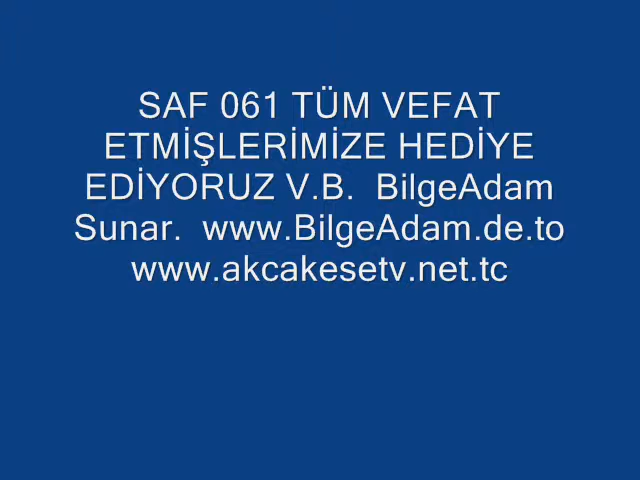 SAF 061 TÜM VEFAT
ETMİŞLERİMİZE HEDİYE
EDİYORUZ V.B.  BilgeAdam
Sunar.  www.BilgeAdam.de.to
www.akcakesetv.net.tc